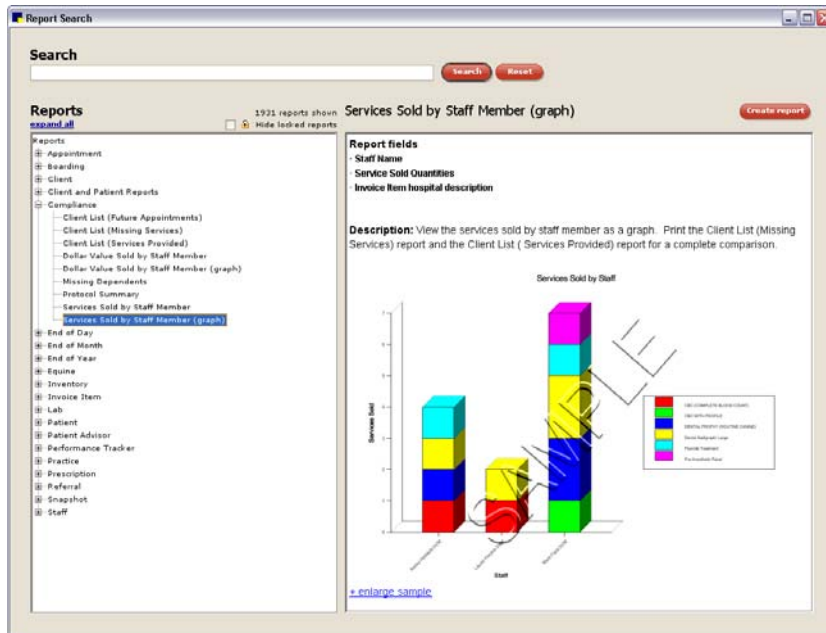 Report Search
Search
Search
Reset
Reports
expand all
1931 reports shown
Hide locked reports
Reports
Appointment
Boarding
Client
Client and Patient Reports
Compliance
Client List (Future Appointments)
Client List (Missing Services)
Client List (Services Provided)
Dollar Value Sold by Staff Member
Dollar Value Sold by Staff Member (graph)
Missing Dependents
Protocol Summary
Services Sold by Staff Member
Services Sold by Staff Member (graph)
End of Day
End of Month
End of Year
Equine
Inventory
Invoice Item
Lab
Patient
Patient Advisor
Performance Tracker
Practice
Prescription
Referral
Snapshot
Staff
Services Sold by Staff Member (graph)
Create report
Report fields
· Staff Name
· Service Sold Quantities
· Invoice Item hospital description
Description: View the services sold by staff member as a graph. Print the Client List (Missing
Services) report and the Client List ( Services Provided) report for a complete comparison.
Services Sold by Staff
Services Sold
SAMPLE
Staff
+ enlarge sample